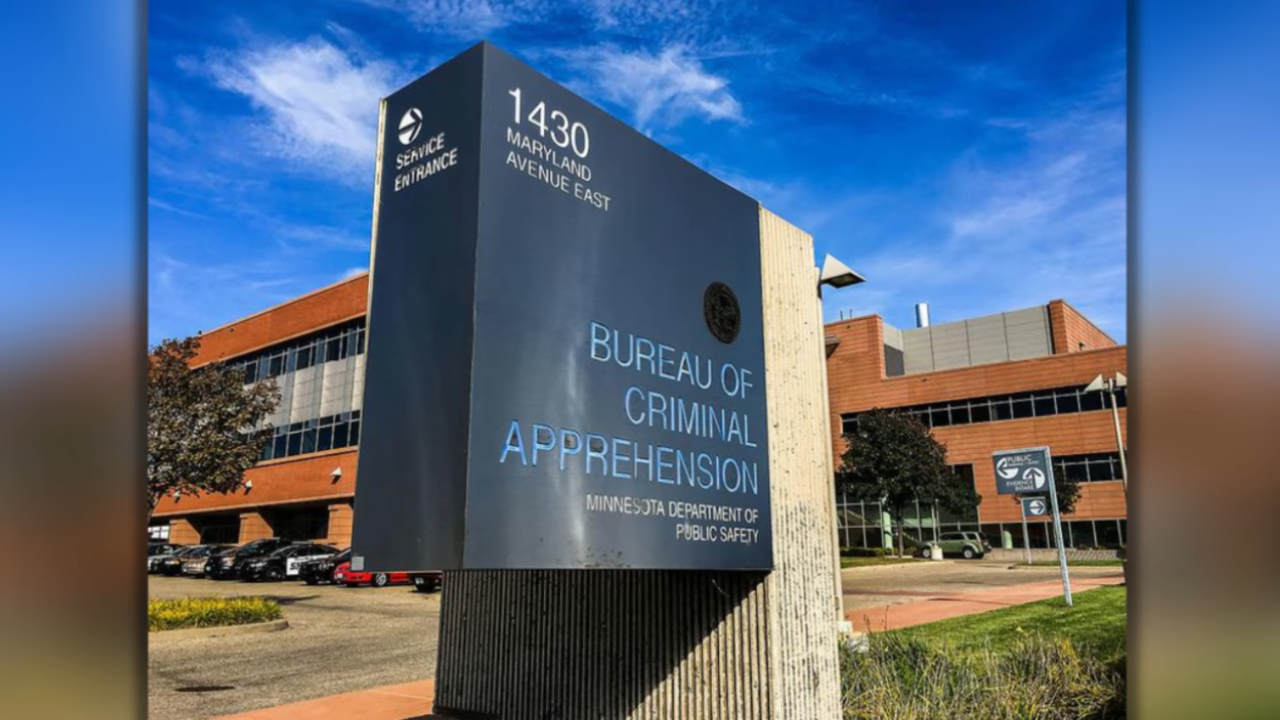 SERVICE
ENTRANCE
1430
MARYLAND
AVENUE EAST
BUREAU OF
CRIMINAL
APPREHENSION
MINNESOTA DEPARTMENT OF
PUBLIC SAFETY
PUBLIC
EVIDENCE
INTAKE